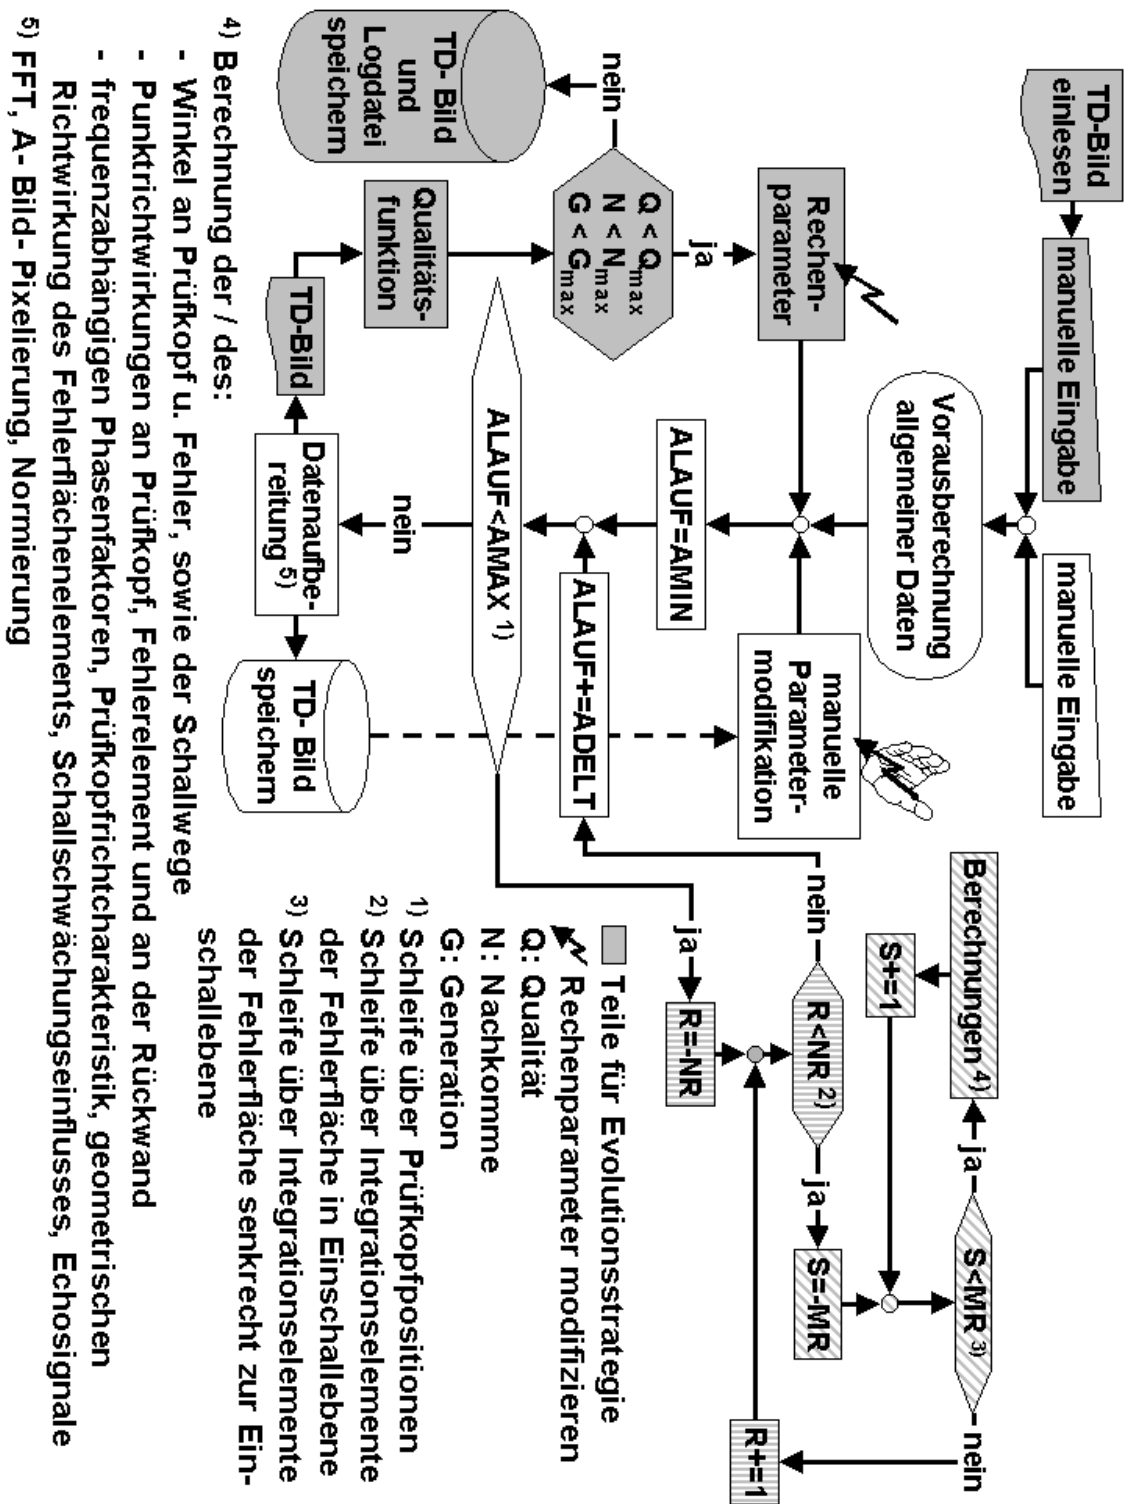 TD-Bild
einlesen
manuelle Eingabe
manuelle Eingabe
Vorausberechnung
allgemeiner Daten
Rechen-
parameter
manuelle
Parameter-
modifikation
ja
Q < Qmax
N < Nmax
G < Gmax
nein
TD- Bild
und
Logdatei
speichern
ALAUF=AMIN
ALAUF+=ADELT
Qualitäts-
funktion
ALAUF<AMAX 1)
nein
TD-Bild
Datenaufbe-
reitung 5)
TD- Bild
speichern
Berechnungen 4)
ja
S<MR 3)
nein
S+=1
nein
R<NR 2)
ja
S=-MR
R+=1
ja
R=-NR
Teile für Evolutionsstrategie
Rechenparameter modifizieren
Q: Qualität
N: Nachkomme
G: Generation
1) Schleife über Prüfkopfpositionen
2) Schleife über Integrationselemente
der Fehlerfläche in Einschallebene
3) Schleife über Integrationselemente
der Fehlerfläche senkrecht zur Ein-
schallebene
4) Berechnung der / des:
- Winkel an Prüfkopf u. Fehler, sowie der Schallwege
- Punktrichtwirkungen an Prüfkopf, Fehlerelement und an der Rückwand
- frequenzabhängigen Phasenfaktoren, Prüfkopfrichtcharakteristik, geometrischen
Richtwirkung des Fehlerflächenelements, Schallschwächungseinflusses, Echosignale
5) FFT, A- Bild- Pixelierung, Normierung